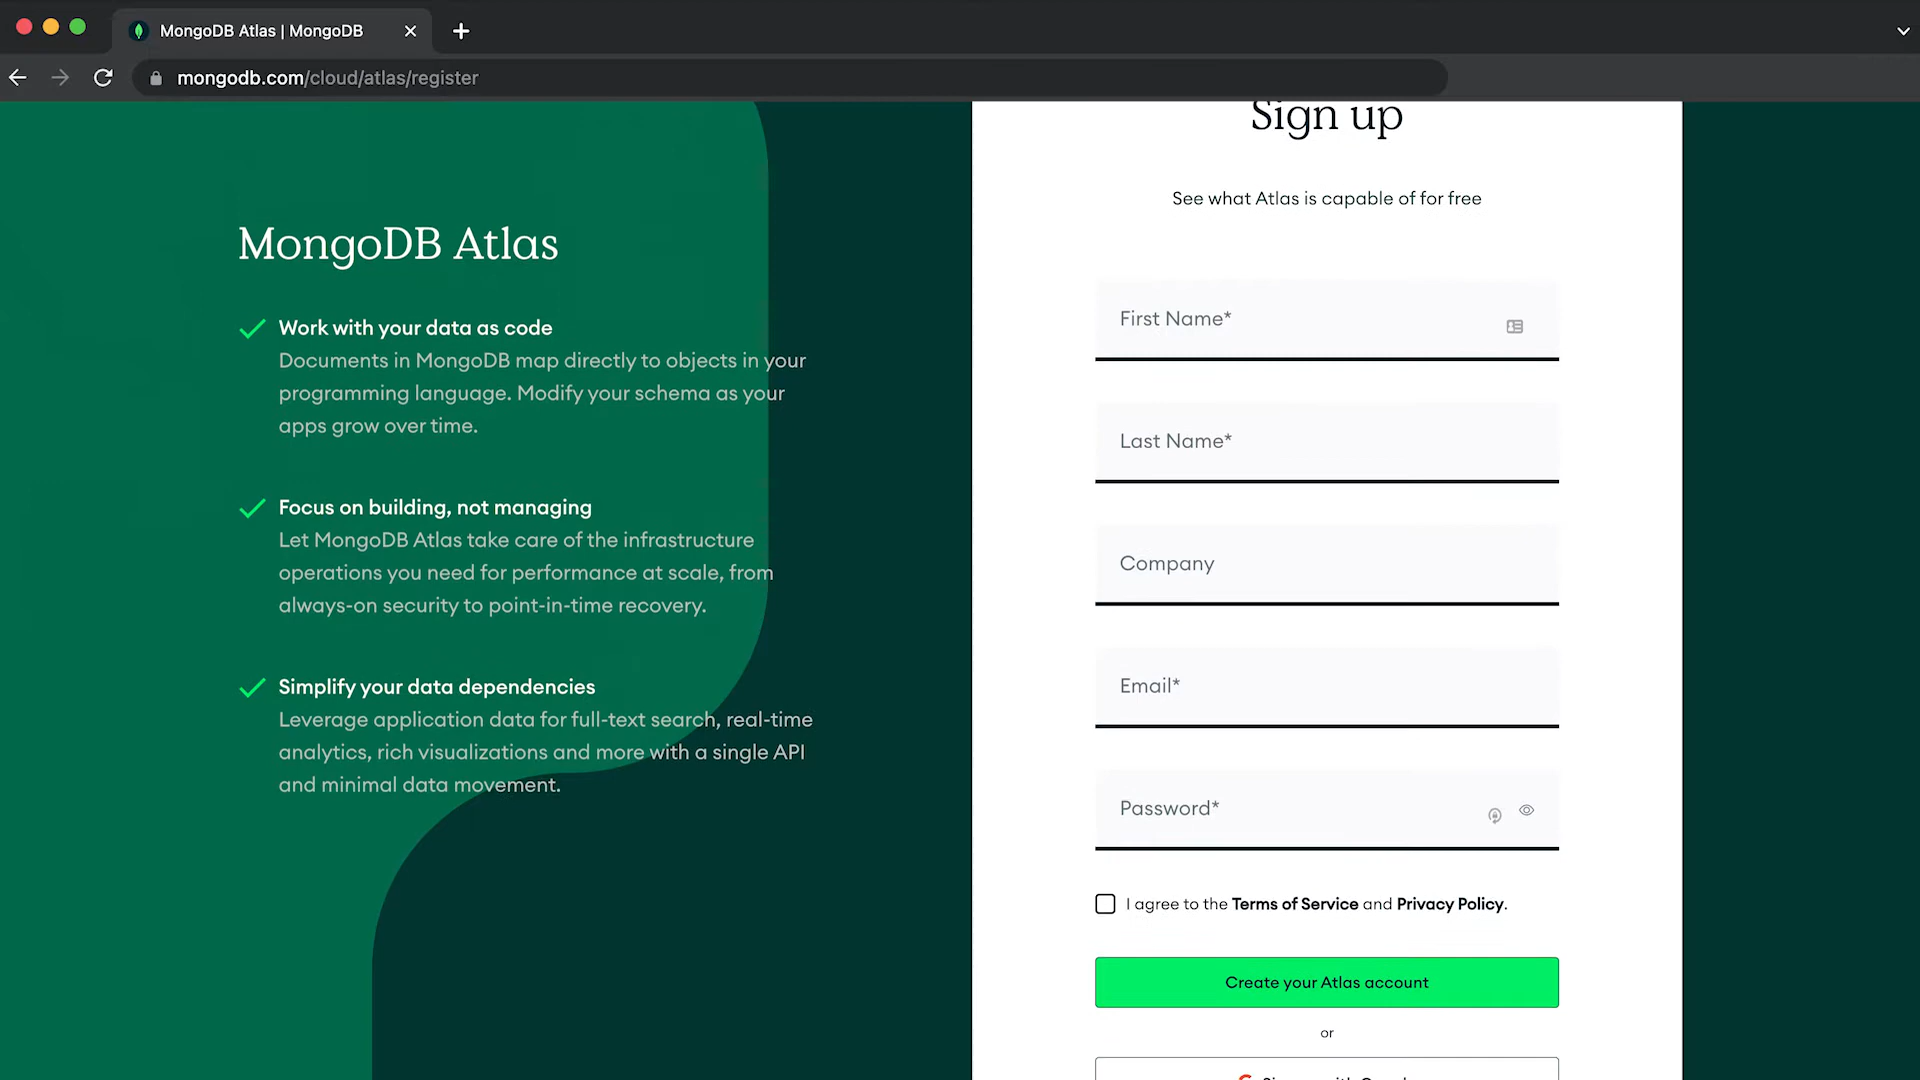 MongoDB Atlas | MongoDB
mongodb.com/cloud/atlas/register
MongoDB Atlas
Work with your data as code
Documents in MongoDB map directly to objects in your
programming language. Modify your schema as your
apps grow over time.
Focus on building, not managing
Let MongoDB Atlas take care of the infrastructure
operations you need for performance at scale, from
always-on security to point-in-time recovery.
Simplify your data dependencies
Leverage application data for full-text search, real-time
analytics, rich visualizations and more with a single API
and minimal data movement.
Sign up
See what Atlas is capable of for free
First Name*
Last Name*
Company
Email*
Password*
I agree to the Terms of Service and Privacy Policy.
Create your Atlas account
or